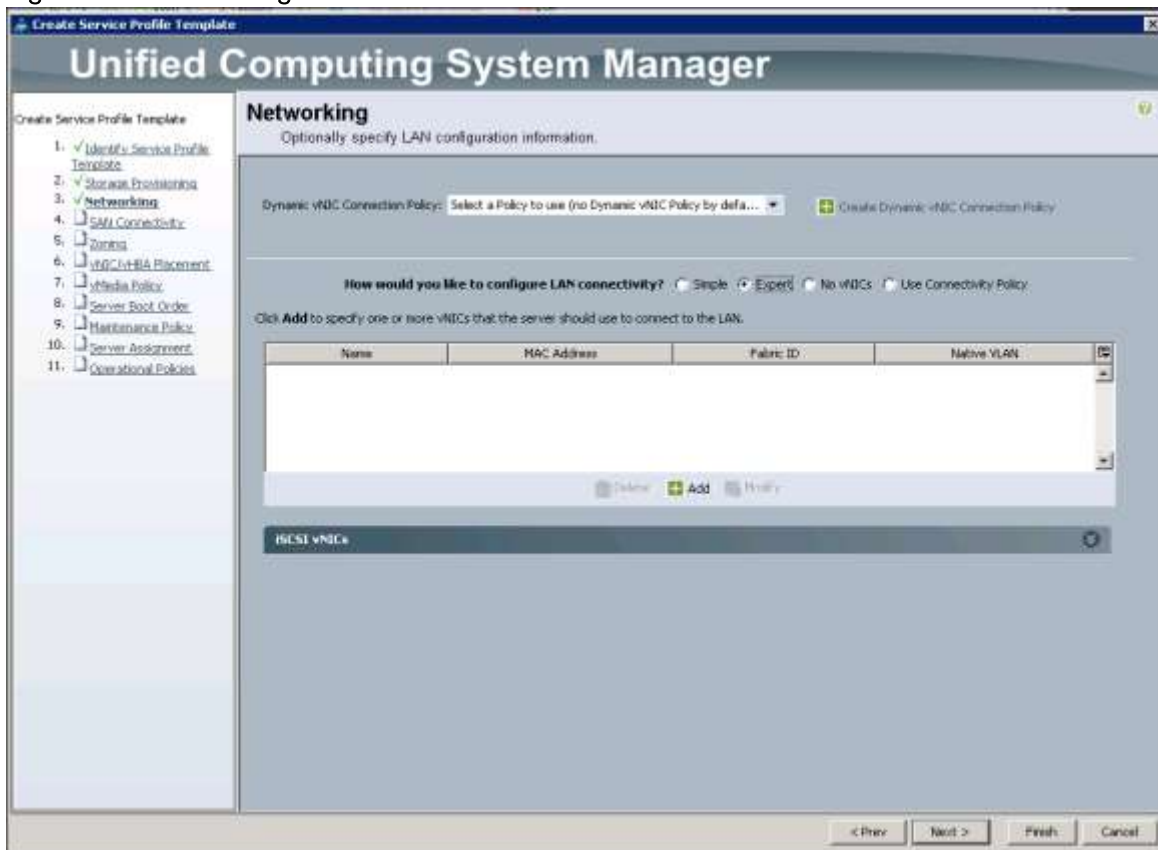 Create Service Profile Template
Unified Computing System Manager
Create Service Profile Template
1. Identify Service Profile
Template
2. Storage Provisioning
3. Networking
4. SAN Connectivity
5. Zoning
6. vNIC/vHBA Placement
7. vMedia Policy
8. Server Boot Order
9. Maintenance Policy
10. Server Assignment
11. Operational Policies
Networking
Optionally specify LAN configuration information.
Dynamic vNIC Connection Policy: Select a Policy to use (no Dynamic vNIC Policy by defa... Create Dynamic vNIC Connection Policy
How would you like to configure LAN connectivity? Simple Expert No vNICs Use Connectivity Policy
Click Add to specify one or more vNICs that the server should use to connect to the LAN.
Name MAC Address Fabric ID Native VLAN
Delete Add Modify
iSCSI vNICs
< Prev Next > Finish Cancel